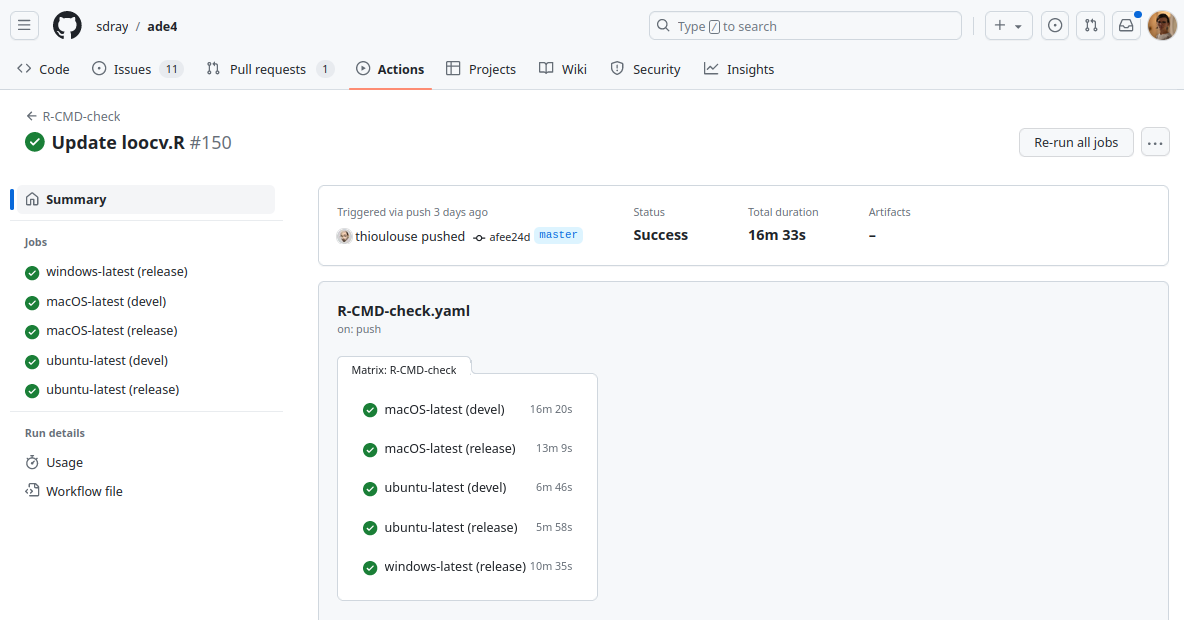 sdray / ade4
Type / to search
Code Issues 11 Pull requests 1 Actions Projects Wiki Security Insights
R-CMD-check
Update loocv.R #150
Re-run all jobs
Summary
Jobs
windows-latest (release)
macOS-latest (devel)
macOS-latest (release)
ubuntu-latest (devel)
ubuntu-latest (release)
Run details
Usage
Workflow file
Triggered via push 3 days ago
thioulouse pushed afee24d master
Status
Success
Total duration
16m 33s
Artifacts
–
R-CMD-check.yaml
on: push
Matrix: R-CMD-check
macOS-latest (devel) 16m 20s
macOS-latest (release) 13m 9s
ubuntu-latest (devel) 6m 46s
ubuntu-latest (release) 5m 58s
windows-latest (release) 10m 35s